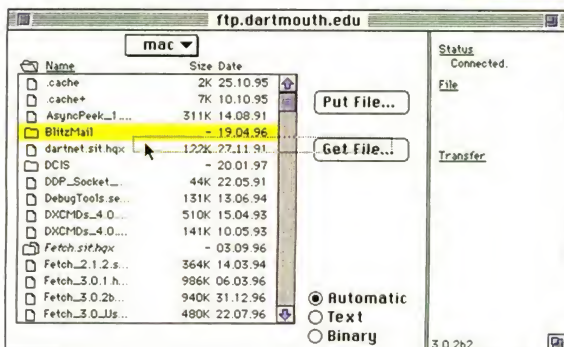 ftp.dartmouth.edu
mac
Name Size Date
.cache 2K 25.10.95
.cache+ 7K 10.10.95
AsyncPeek_1.... 311K 14.08.91
BlitzMail - 19.04.96
dartnet.sit.hqx 122K 27.11.91
DCIS - 20.01.97
DDP_Socket_... 44K 22.05.91
DebugTools.se... 131K 13.06.94
DXCMDs_4.0.... 510K 15.04.93
DXCMDs_4.0.... 141K 10.05.93
Fetch.sit.hqx - 03.09.96
Fetch_2.1.2.s... 364K 14.03.94
Fetch_3.0.1.h... 986K 06.03.96
Fetch_3.0.2b... 940K 31.12.96
Fetch_3.0_Us... 480K 22.07.96
Put File...
Get File...
Automatic
Text
Binary
Status
Connected.
File
Transfer
3.0.2b2